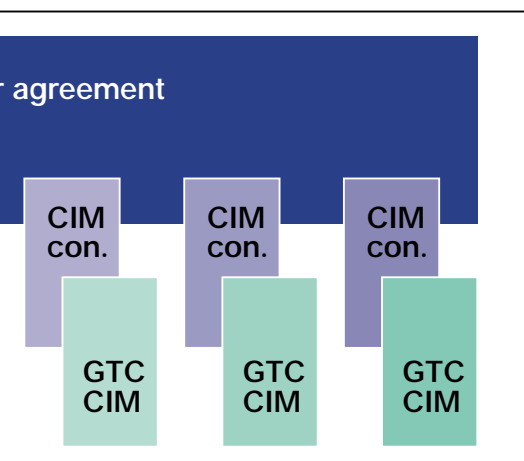 agreement
CIM CIM CIM
con. con. con.
GTC GTC GTC
CIM CIM CIM